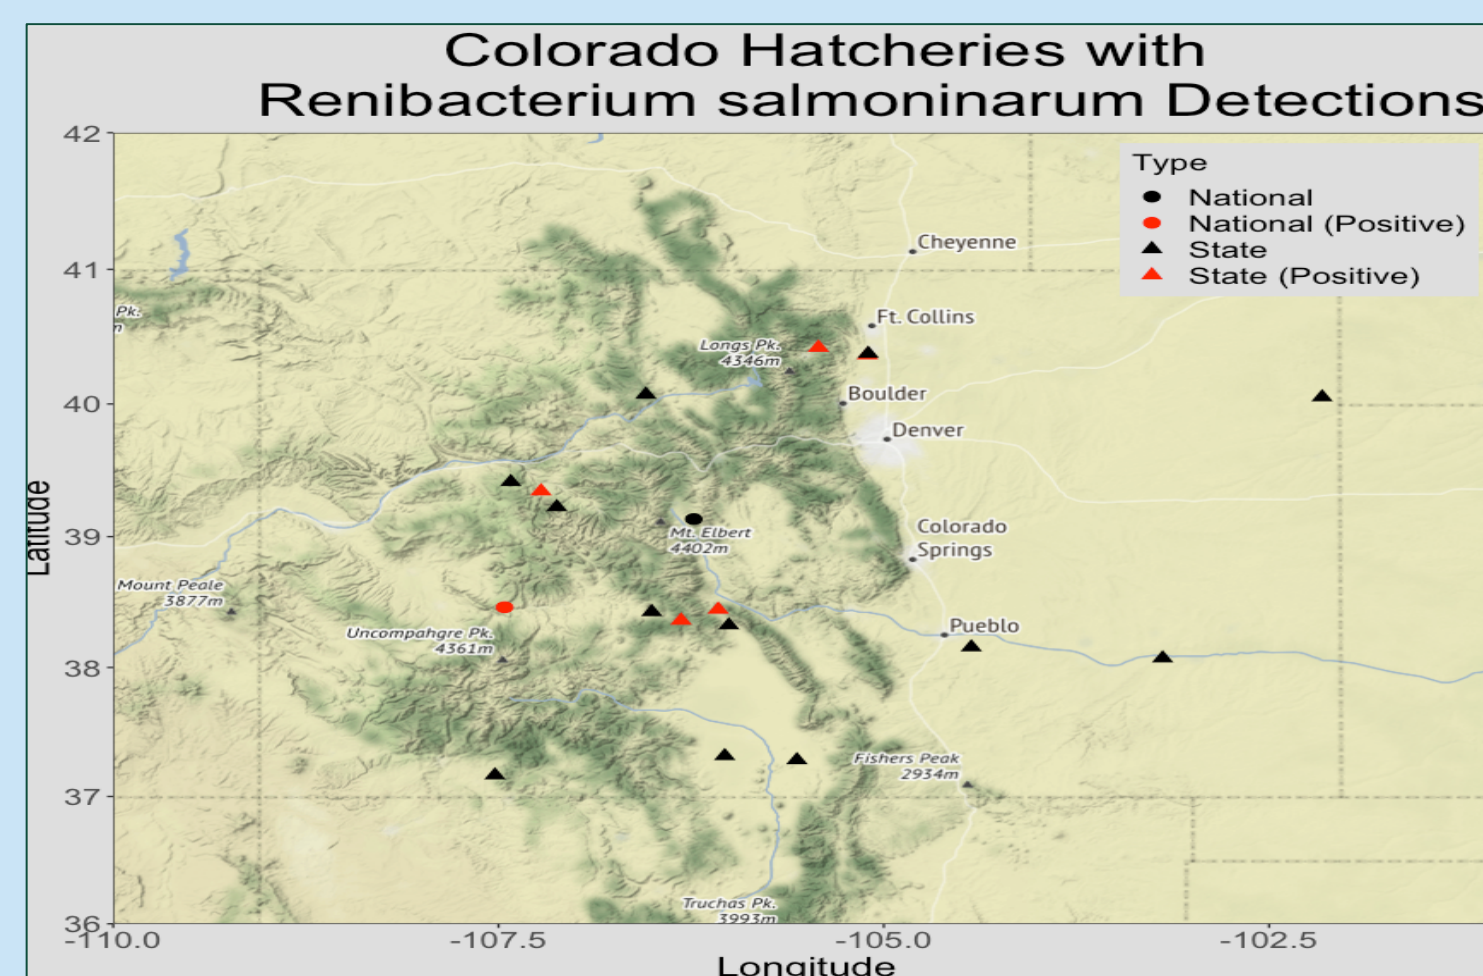 Colorado Hatcheries with
Renibacterium salmoninarum Detections
42
41
40
39
38
37
36
Latitude
-110.0
-107.5
-105.0
-102.5
Longitude
Type
National
National (Positive)
State
State (Positive)
Cheyenne
Pk.
Ft. Collins
Longs Pk.
4346m
Boulder
Denver
Colorado
Springs
Mt. Elbert
4402m
Mount Peale
3877m
Uncompahgre Pk.
4361m
Pueblo
Fishers Peak
2934m
Truchas Pk.
3993m